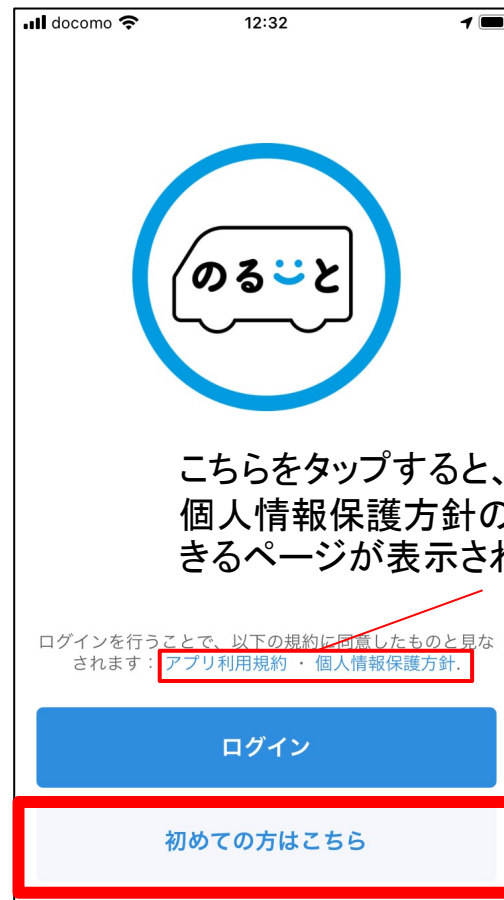 docomo 12:32
のるーと
こちらをタップすると、
個人情報保護方針の
きるページが表示され
ログインを行うことで、以下の規約に同意したものと見な
されます： アプリ利用規約 ・ 個人情報保護方針.
ログイン
初めての方はこちら